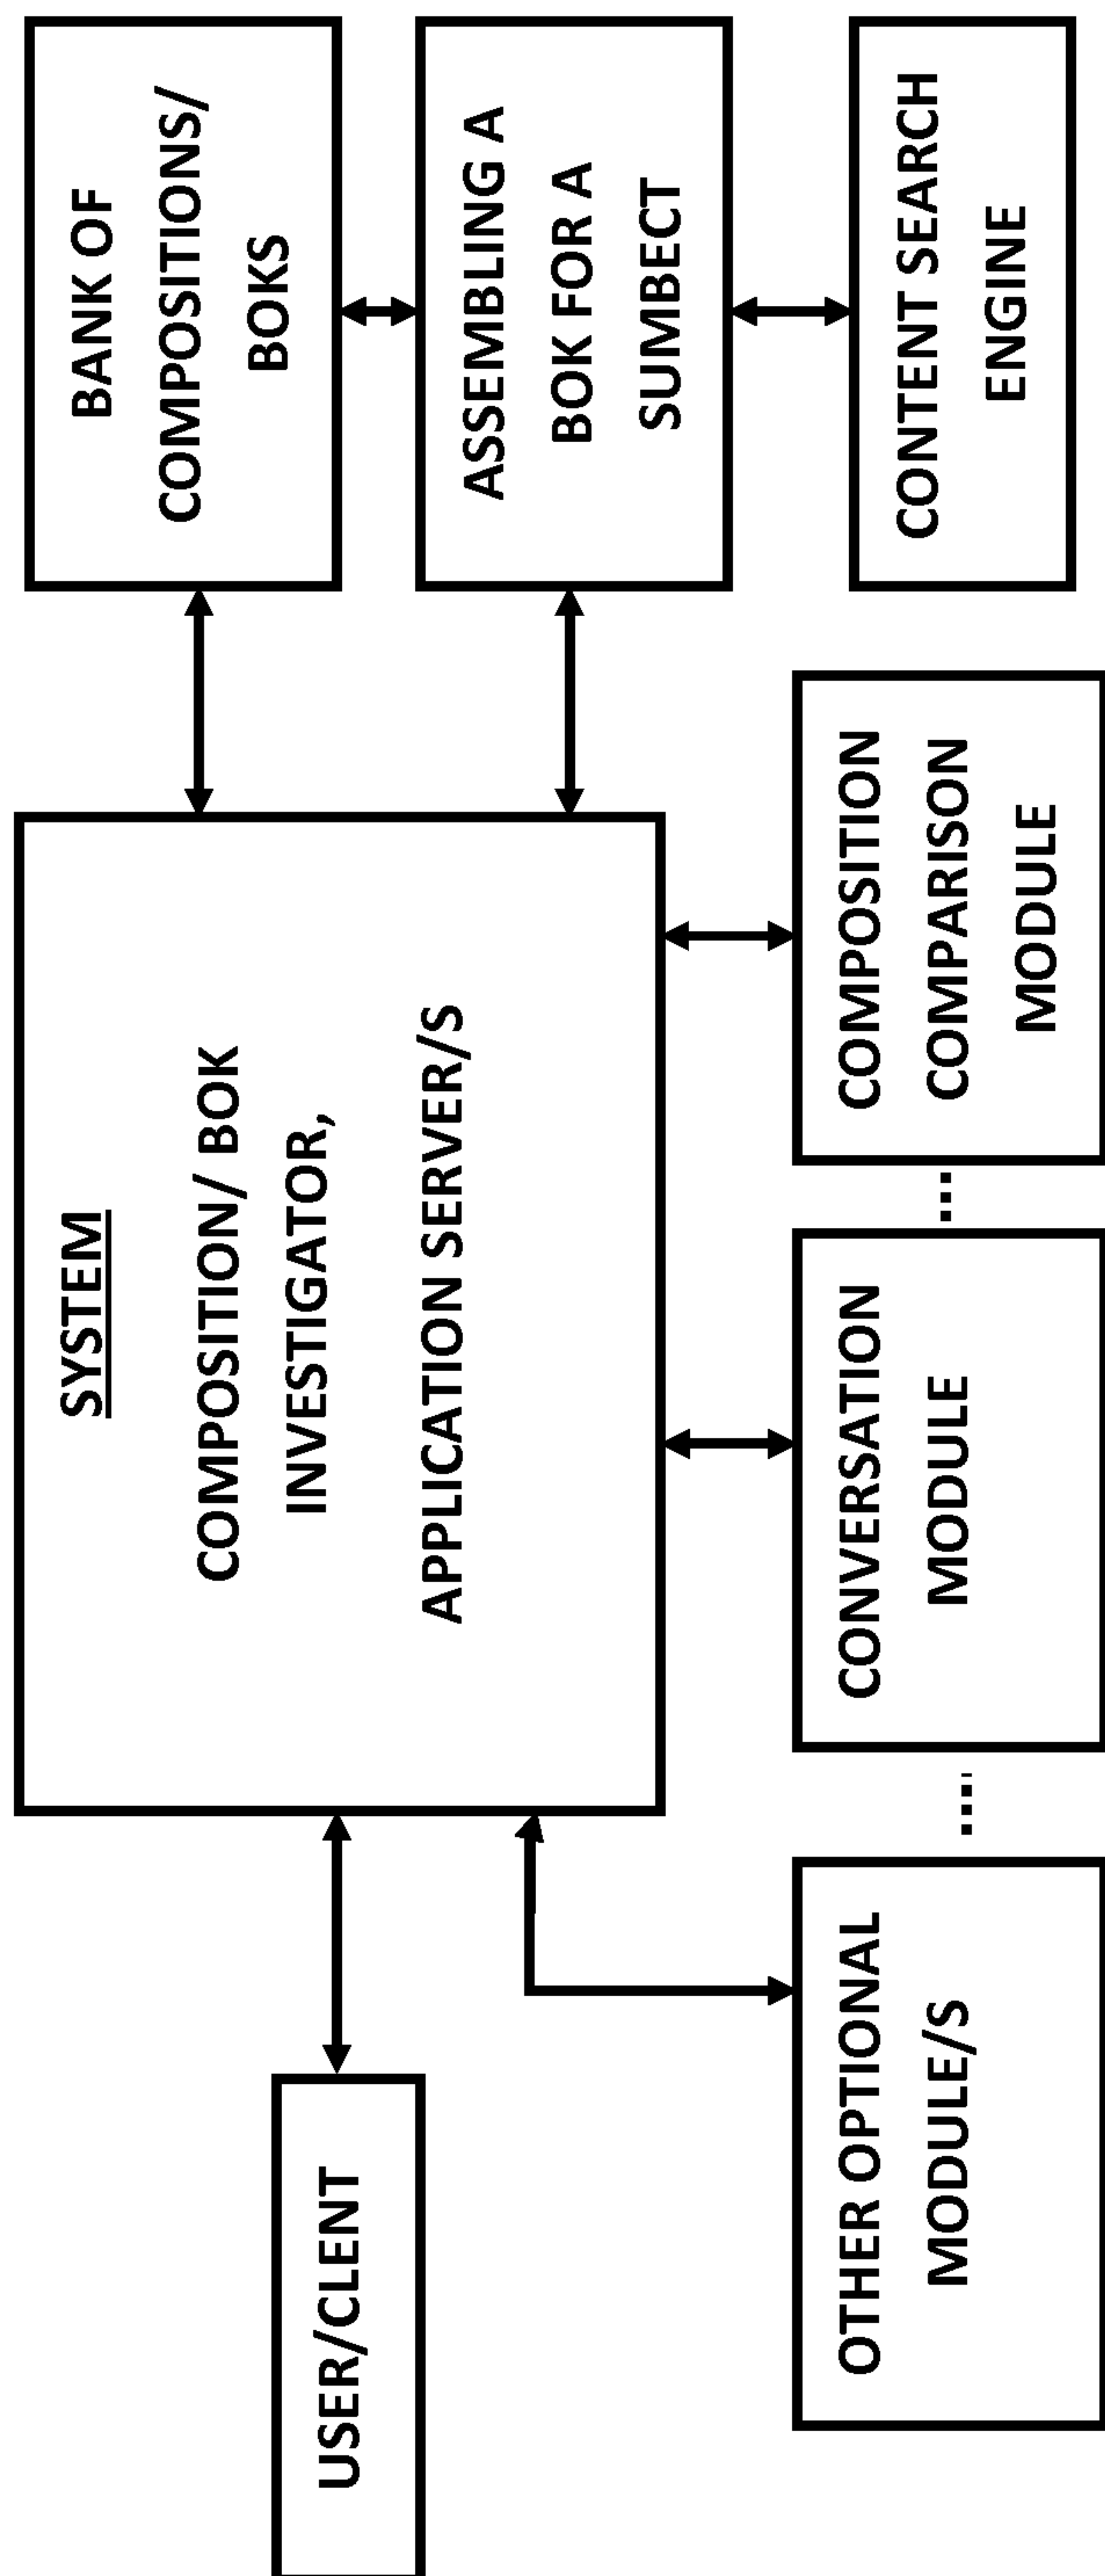 SYSTEM
COMPOSITION/ BOK
INVESTIGATOR,
APPLICATION SERVER/S
USER/CLENT
BANK OF
COMPOSITIONS/
BOKS
ASSEMBLING A
BOK FOR A
SUMBECT
CONTENT SEARCH
ENGINE
OTHER OPTIONAL
MODULE/S
....
CONVERSATION
MODULE
...
COMPOSITION
COMPARISON
MODULE